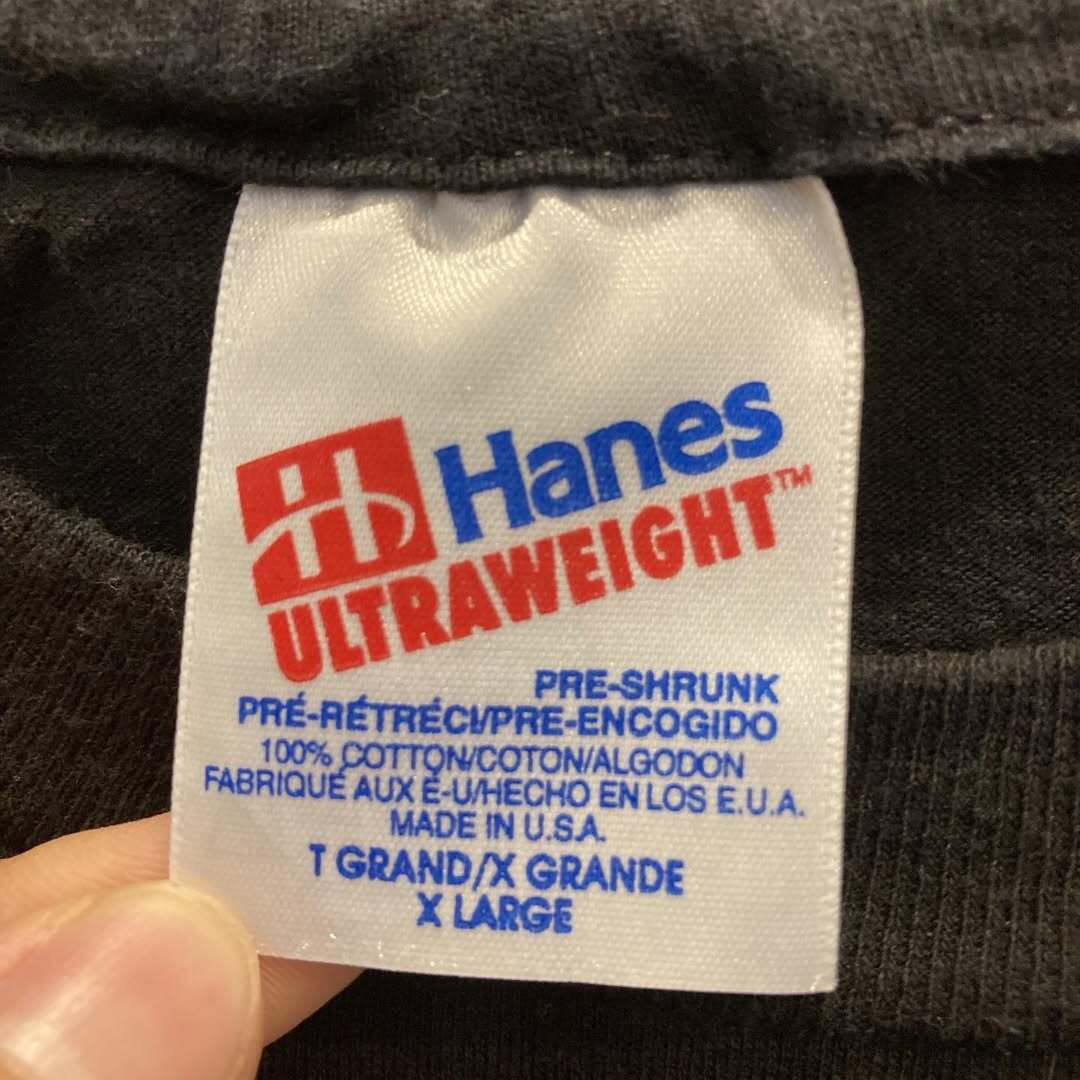 Hanes
ULTRAWEIGHT™
PRE-SHRUNK
PRÉ-RÉTRÉCI/PRE-ENCOGIDO
100% COTTON/COTON/ALGODON
FABRIQUÉ AUX É-U/HECHO EN LOS E.U.A.
MADE IN U.S.A.
T GRAND/X GRANDE
X LARGE